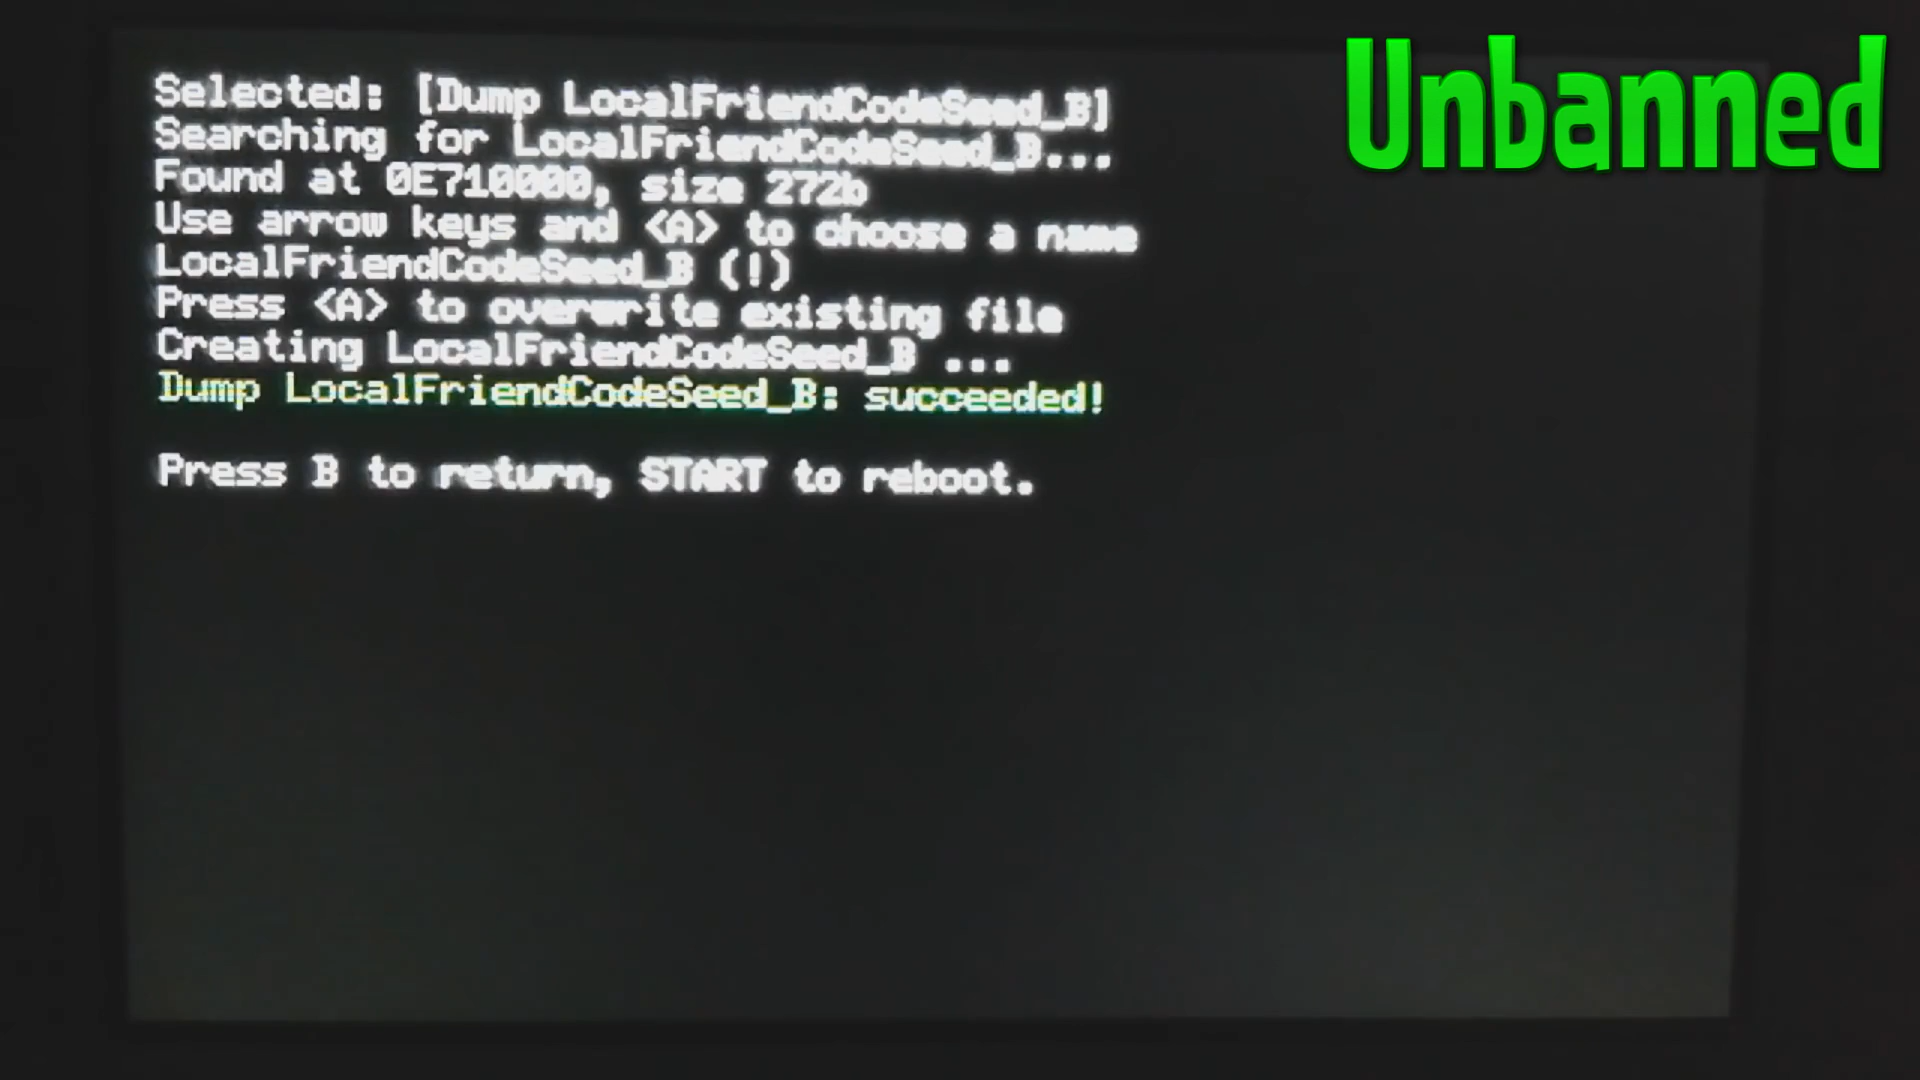 Unbanned
Selected: [Dump LocalFriendCodeSeed_B]
Searching for LocalFriendCodeSeed_B...
Found at 0E710000, size 272b
Use arrow keys and <A> to choose a name
LocalFriendCodeSeed_B (!)
Press <A> to overwrite existing file
Creating LocalFriendCodeSeed_B ...
Dump LocalFriendCodeSeed_B: succeeded!
Press B to return, START to reboot.